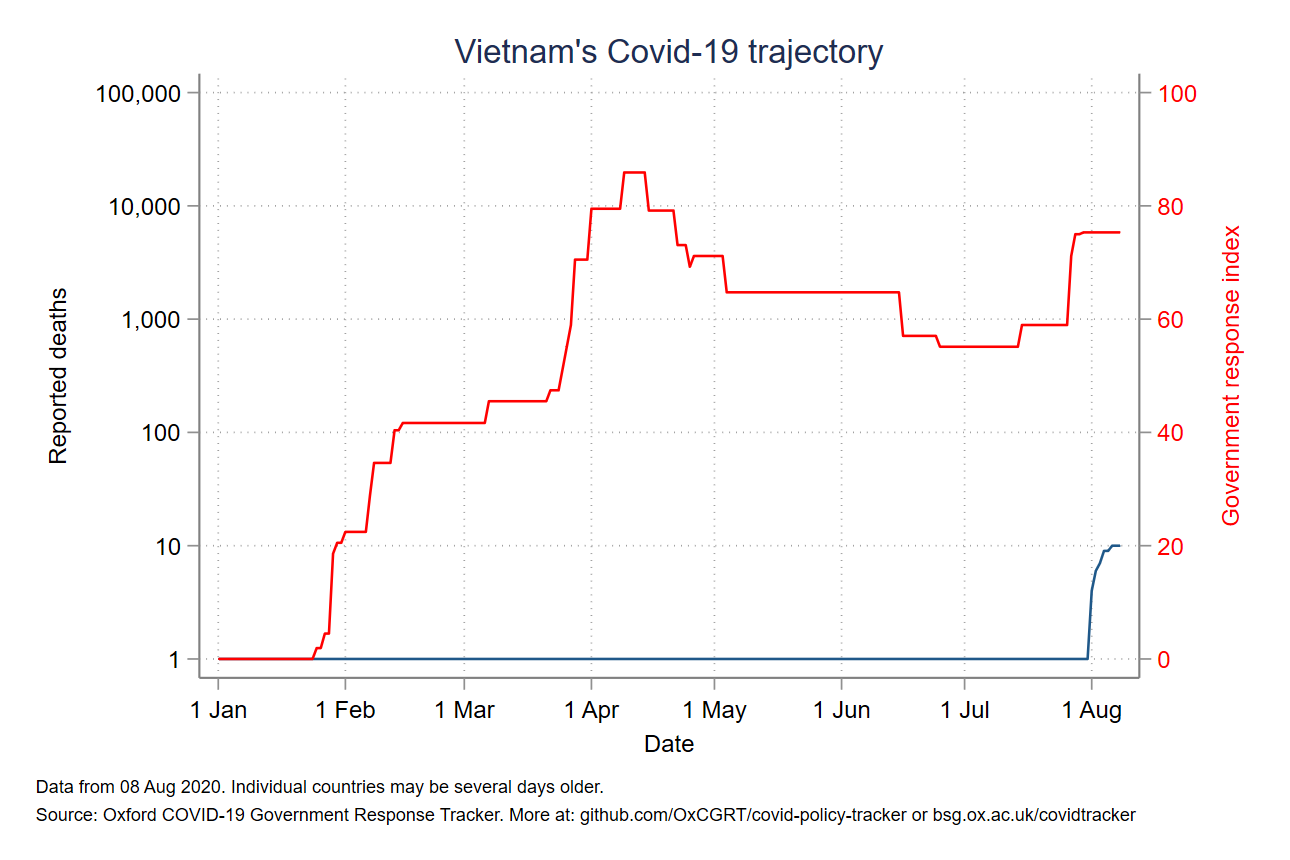 Vietnam's Covid-19 trajectory
100,000
10,000
1,000
100
10
1
Reported deaths
100
80
60
40
20
0
Government response index
1 Jan
1 Feb
1 Mar
1 Apr
1 May
1 Jun
1 Jul
1 Aug
Date
Data from 08 Aug 2020. Individual countries may be several days older.
Source: Oxford COVID-19 Government Response Tracker. More at: github.com/OxCGRT/covid-policy-tracker or bsg.ox.ac.uk/covidtracker